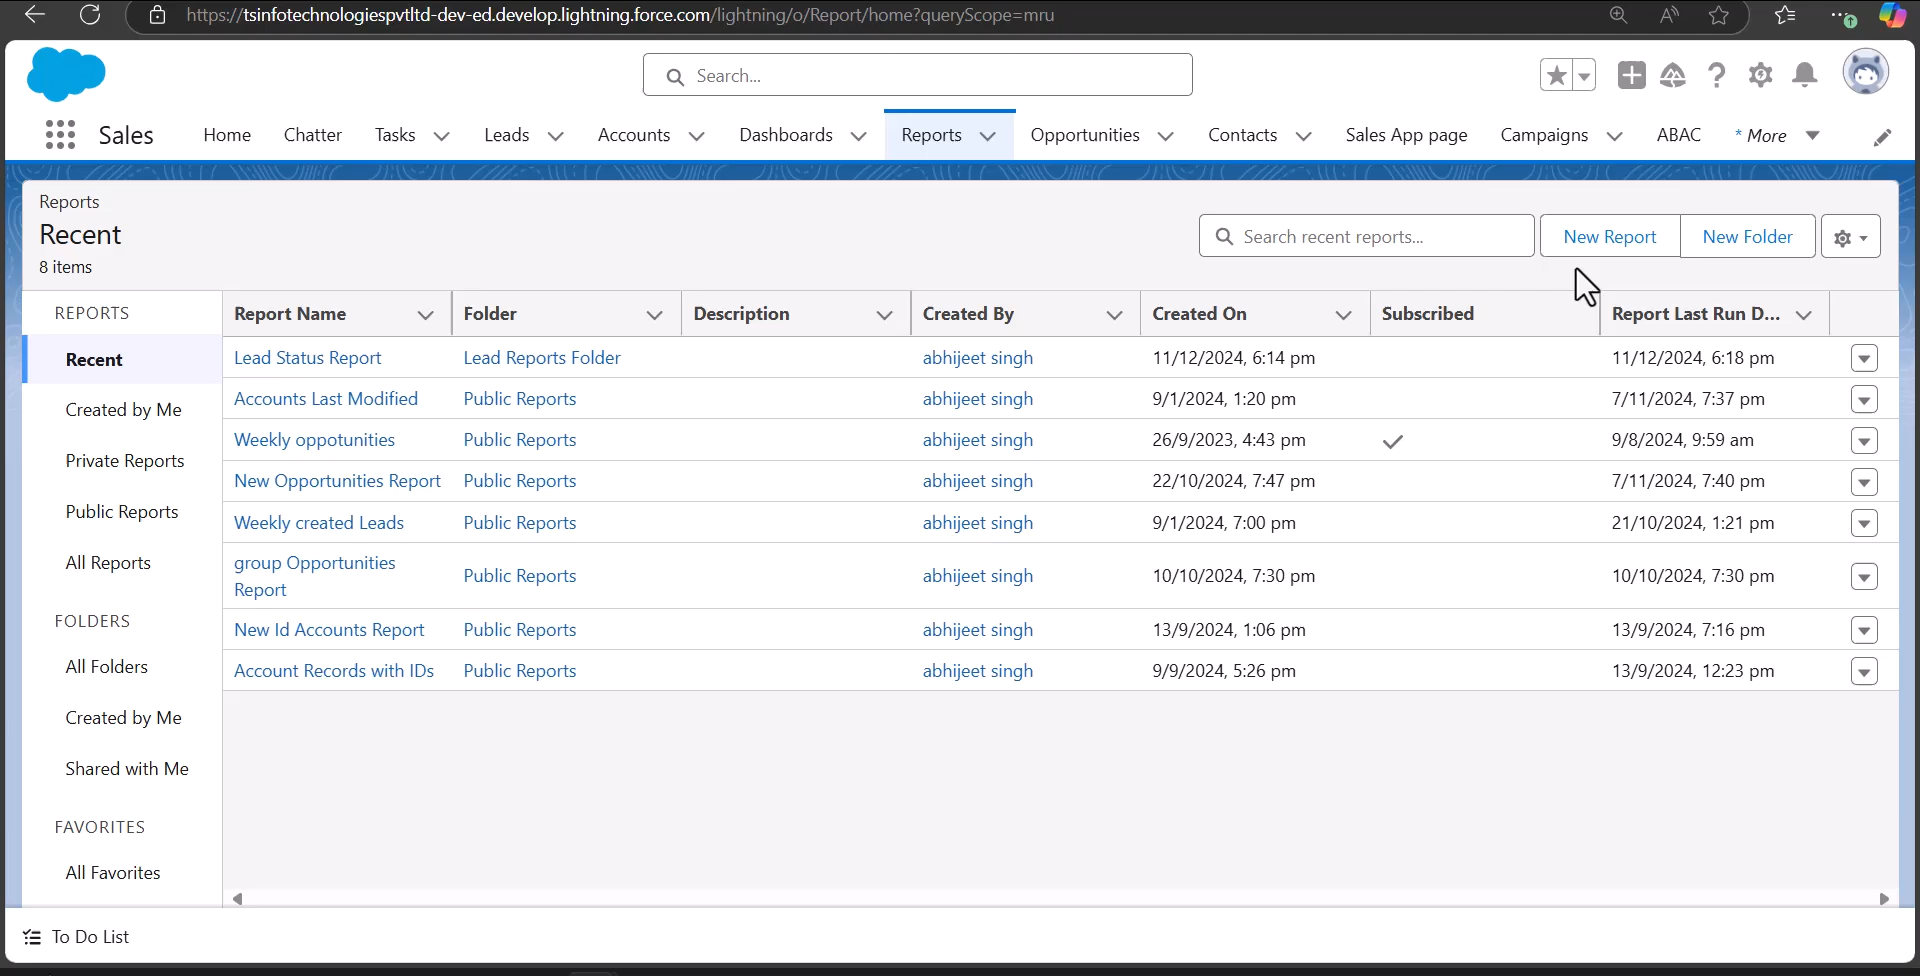 https://tsinfotechnologiespvtltd-dev-ed.develop.lightning.force.com/lightning/o/Report/home?queryScope=mru
Search...
Sales Home Chatter Tasks Leads Accounts Dashboards Reports Opportunities Contacts Sales App page Campaigns ABAC * More
Reports
Recent
8 items
Search recent reports... New Report New Folder
REPORTS
Recent
Created by Me
Private Reports
Public Reports
All Reports
FOLDERS
All Folders
Created by Me
Shared with Me
FAVORITES
All Favorites
Report Name Folder Description Created By Created On Subscribed Report Last Run D...
Lead Status Report Lead Reports Folder abhijeet singh 11/12/2024, 6:14 pm 11/12/2024, 6:18 pm
Accounts Last Modified Public Reports abhijeet singh 9/1/2024, 1:20 pm 7/11/2024, 7:37 pm
Weekly oppotunities Public Reports abhijeet singh 26/9/2023, 4:43 pm 9/8/2024, 9:59 am
New Opportunities Report Public Reports abhijeet singh 22/10/2024, 7:47 pm 7/11/2024, 7:40 pm
Weekly created Leads Public Reports abhijeet singh 9/1/2024, 7:00 pm 21/10/2024, 1:21 pm
group Opportunities
Report Public Reports abhijeet singh 10/10/2024, 7:30 pm 10/10/2024, 7:30 pm
New Id Accounts Report Public Reports abhijeet singh 13/9/2024, 1:06 pm 13/9/2024, 7:16 pm
Account Records with IDs Public Reports abhijeet singh 9/9/2024, 5:26 pm 13/9/2024, 12:23 pm
To Do List